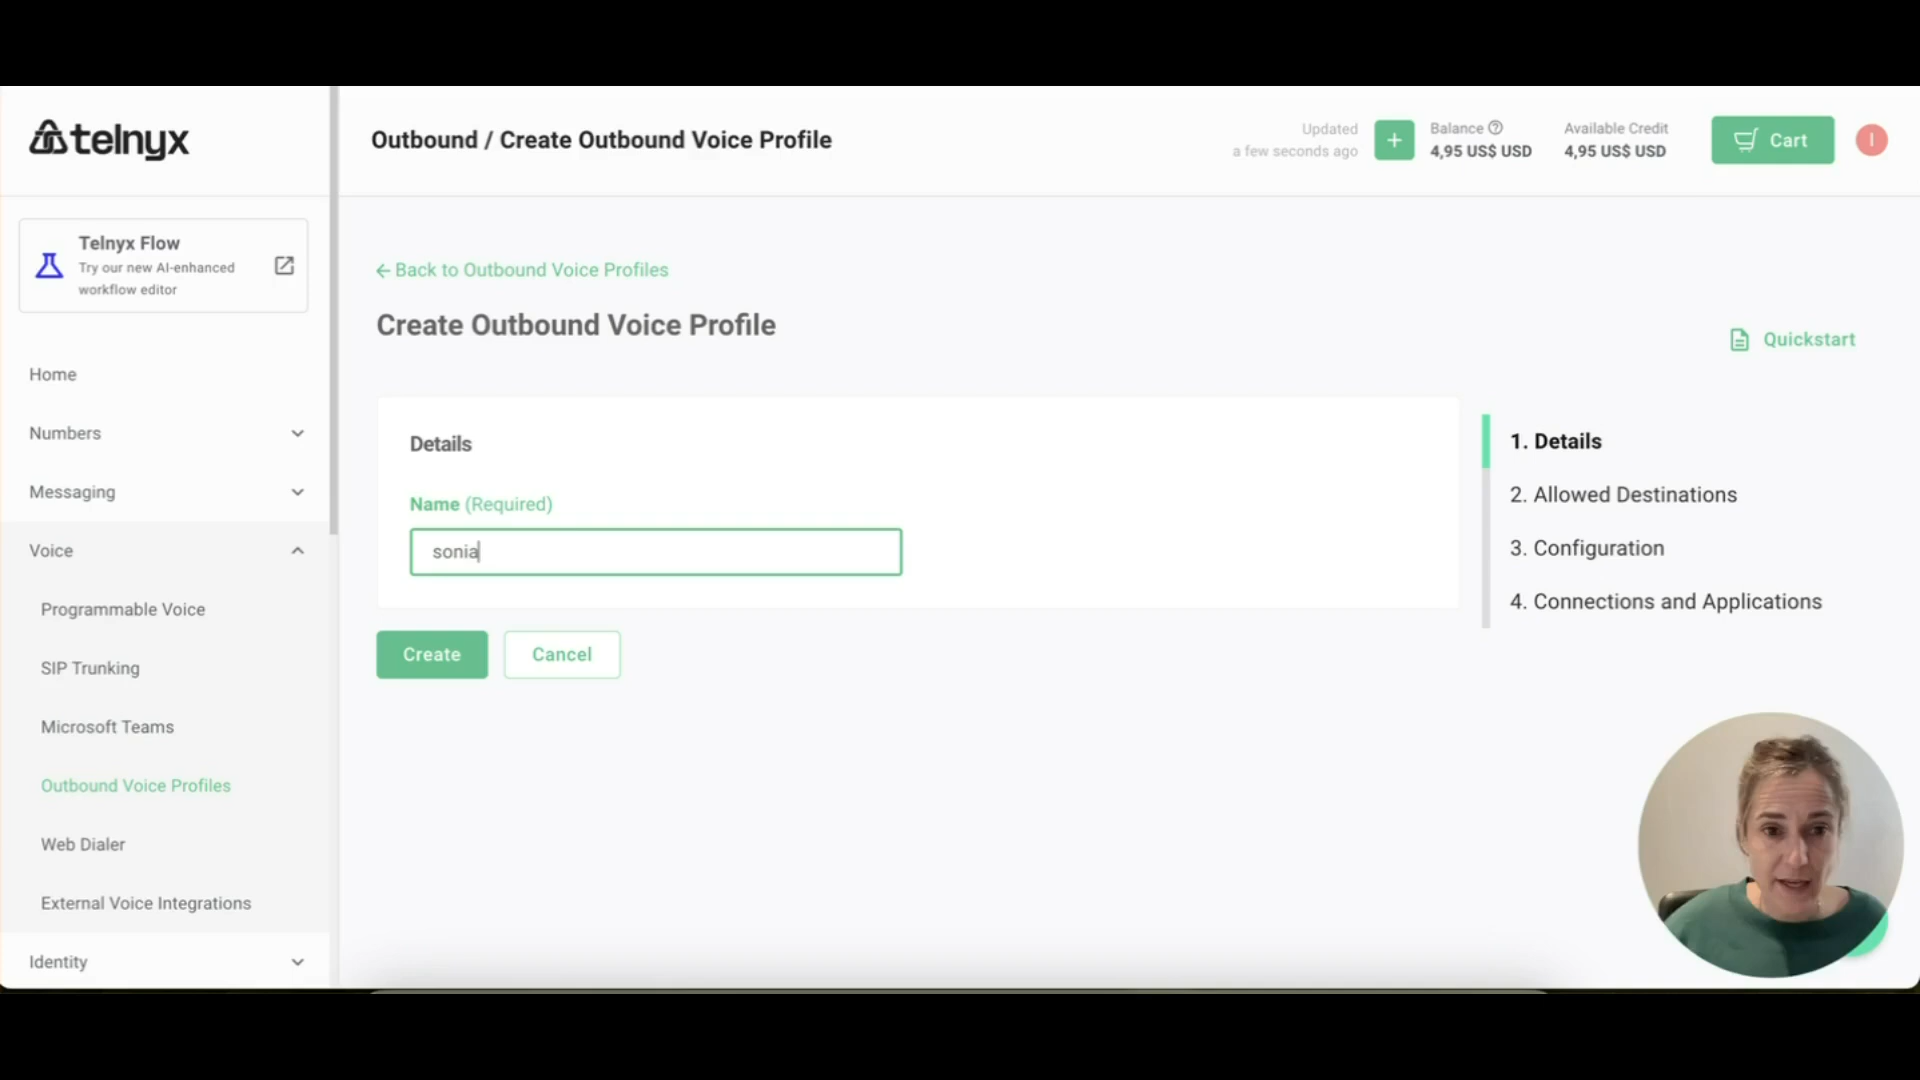 telnyx
Outbound / Create Outbound Voice Profile
Updated
a few seconds ago
+
Balance
4,95 US$ USD
Available Credit
4,95 US$ USD
Cart
I
Telnyx Flow
Try our new AI-enhanced
workflow editor
Home
Numbers
Messaging
Voice
Programmable Voice
SIP Trunking
Microsoft Teams
Outbound Voice Profiles
Web Dialer
External Voice Integrations
Identity
← Back to Outbound Voice Profiles
Create Outbound Voice Profile
Quickstart
Details
Name (Required)
sonia
Create
Cancel
1. Details
2. Allowed Destinations
3. Configuration
4. Connections and Applications